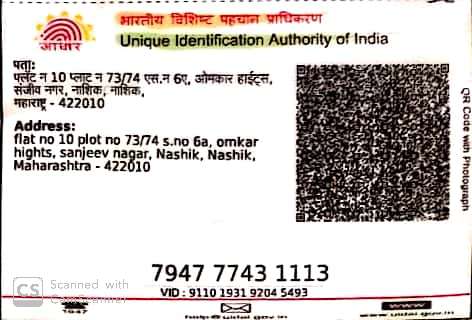 भारतीय विशिष्ट पहचान प्राधिकरण
Unique Identification Authority of India
आधार
पता:
फ्लॅट न 10 प्लाट न 73/74 एस.न 6ए, ओमकार हाईट्स,
संजीव नगर, नाशिक, नाशिक,
महाराष्ट्र - 422010
Address:
flat no 10 plot no 73/74 s.no 6a, omkar
hights, sanjeev nagar, Nashik, Nashik,
Maharashtra - 422010
QR Code with Photograph
7947 7743 1113
VID : 9110 1931 9204 5493
CS Scanned with
CamScanner
1947